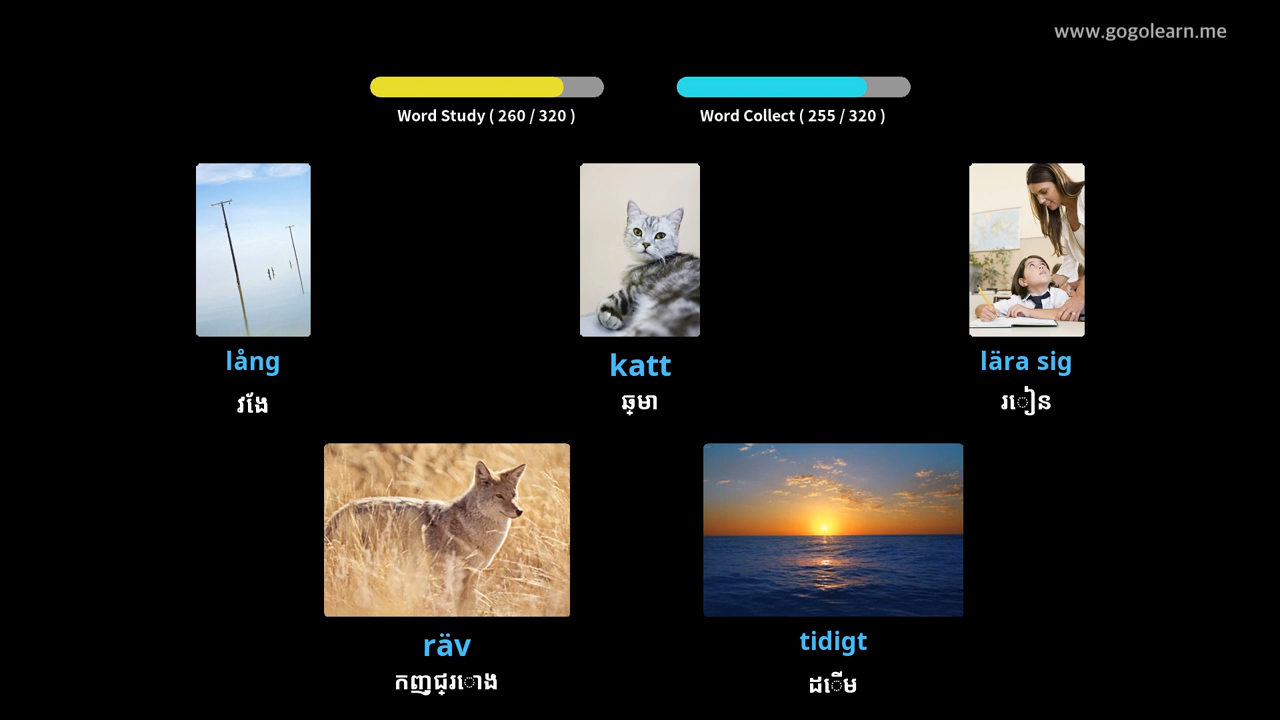 www.gogolearn.me
Word Study ( 260 / 320 )
Word Collect ( 255 / 320 )
lång
វែង
katt
ឆ្មា
lära sig
រៀន
räv
កញ្ជ្រោង
tidigt
ដើម